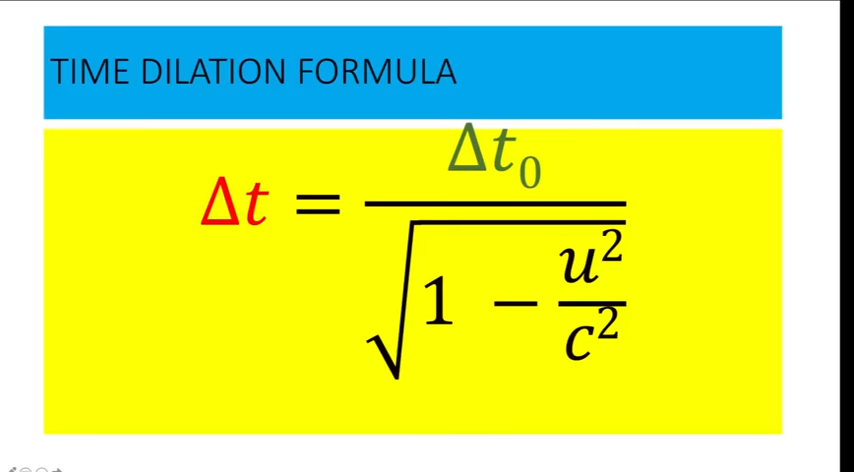 TIME DILATION FORMULA
Δt = Δt₀ / √(1 − u²/c²)